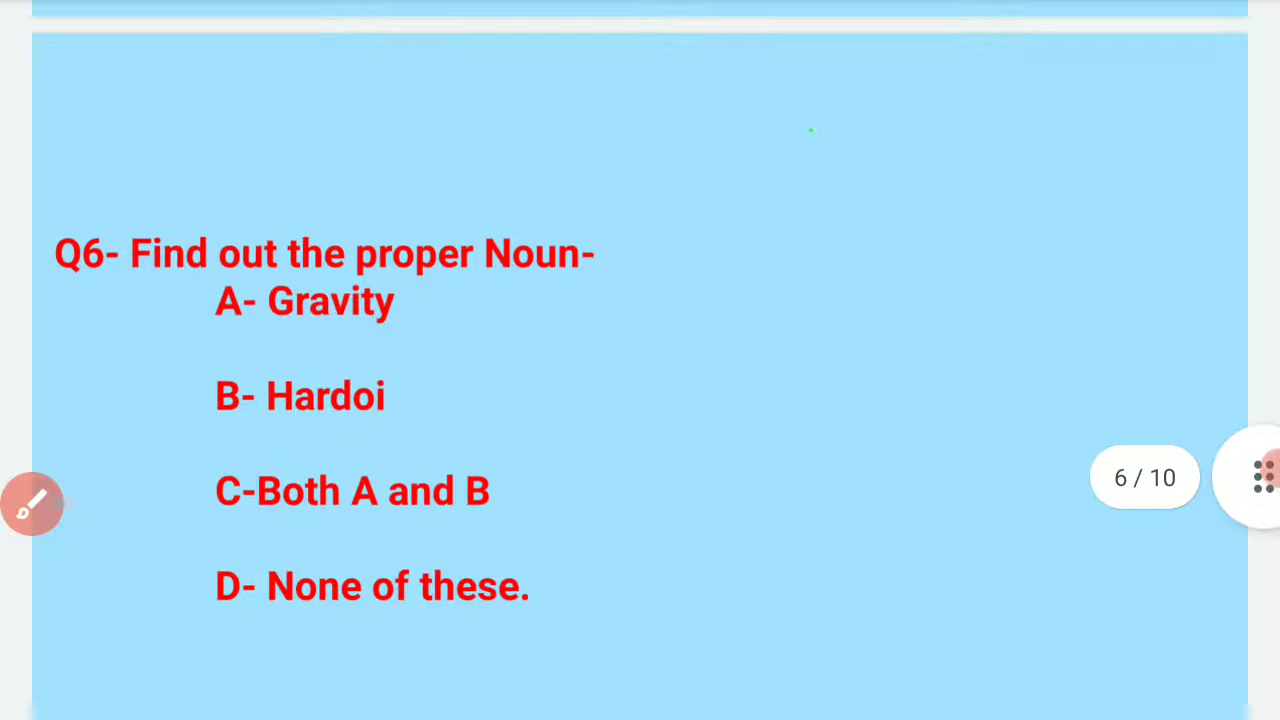 Q6- Find out the proper Noun-
A- Gravity
B- Hardoi
C-Both A and B
D- None of these.
6 / 10